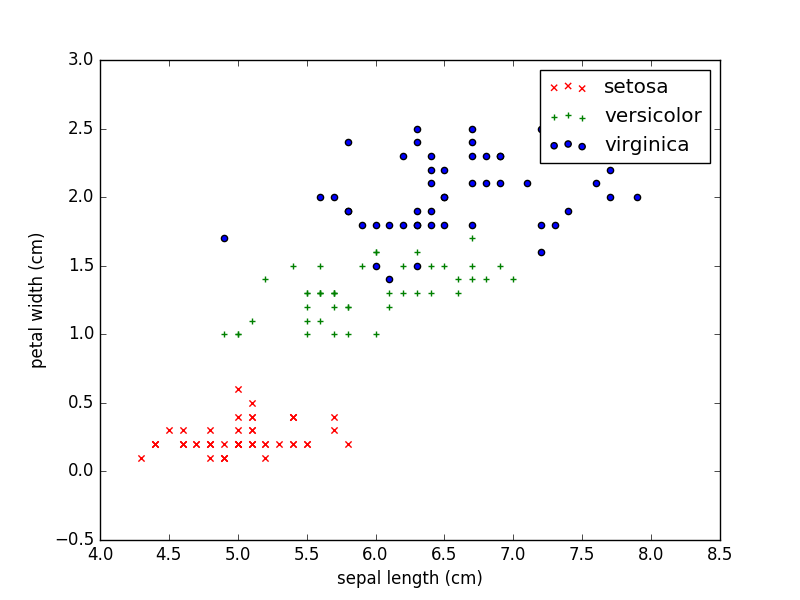 3.0
2.5
2.0
1.5
1.0
0.5
0.0
−0.5
petal width (cm)
setosa
versicolor
virginica
4.0 4.5 5.0 5.5 6.0 6.5 7.0 7.5 8.0 8.5
sepal length (cm)